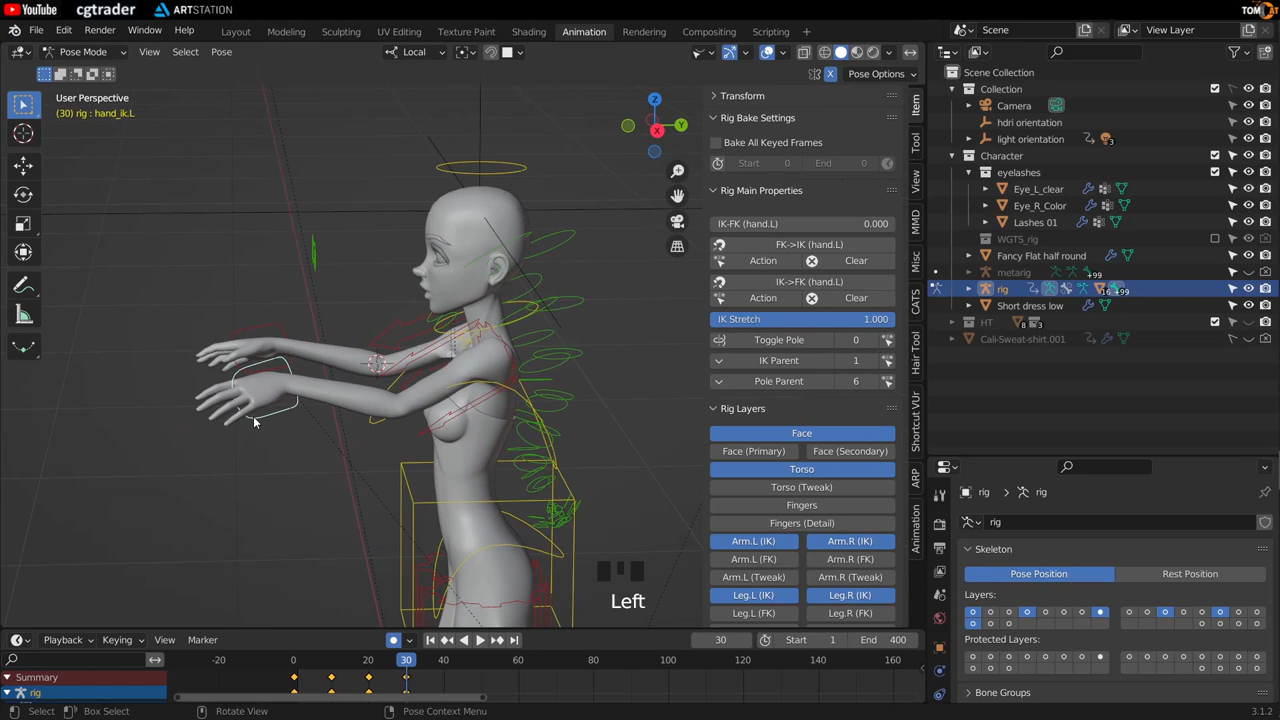 YouTube cgtrader ARTSTATION TOMCAT
File Edit Render Window Help Layout Modeling Sculpting UV Editing Texture Paint Shading Animation Rendering Compositing Scripting Scene View Layer
Pose Mode View Select Pose Local
X Pose Options
User Perspective
(30) rig : hand_ik.L
Z
Y
X
Transform
Rig Bake Settings
Bake All Keyed Frames
Start 0 End 0
Rig Main Properties
IK-FK (hand.L) 0.000
FK->IK (hand.L)
Action Clear
IK->FK (hand.L)
Action Clear
IK Stretch 1.000
Toggle Pole 0
IK Parent 1
Pole Parent 6
Rig Layers
Face
Face (Primary) Face (Secondary)
Torso
Torso (Tweak)
Fingers
Fingers (Detail)
Arm.L (IK) Arm.R (IK)
Arm.L (FK) Arm.R (FK)
Arm.L (Tweak) Arm.R (Tweak)
Leg.L (IK) Leg.R (IK)
Leg.L (FK) Leg.R (FK)
Item
Tool
View
MMD
Misc
CATS
Hair Tool
Shortcut VUr
ARP
Animation
Scene Collection
Collection
Camera
hdri orientation
light orientation 3
Character
eyelashes
Eye_L_clear
Eye_R_Color
Lashes 01
WGTS_rig
Fancy Flat half round
metarig +99
rig 16 +99
Short dress low
HT 8 3
Cali-Sweat-shirt.001
rig rig
rig
Skeleton
Pose Position Rest Position
Layers:
Protected Layers:
Bone Groups
Left
Playback Keying View Marker 30 Start 1 End 400
-20 0 20 30 60 80 100 120 140 160
Summary
rig
Select Box Select Rotate View Pose Context Menu 3.1.2